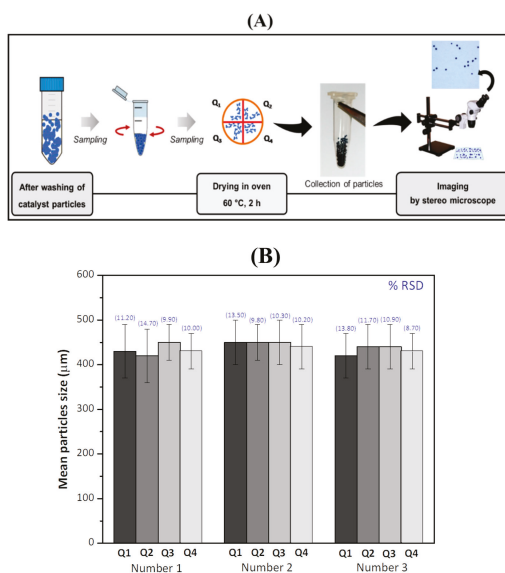 (A)
Q1
Q2
Q3
Q4
Sampling
Sampling
After washing of
catalyst particles
Drying in oven
60 °C, 2 h
Collection of particles
Imaging
by stereo microscope
(B)
600
500
400
300
200
100
0
Mean particles size (µm)
% RSD
(11.20)
(14.70)
(9.90)
(10.00)
(13.50)
(9.80)
(10.30)
(10.20)
(13.80)
(11.70)
(10.90)
(8.70)
Q1 Q2 Q3 Q4
Q1 Q2 Q3 Q4
Q1 Q2 Q3 Q4
Number 1
Number 2
Number 3